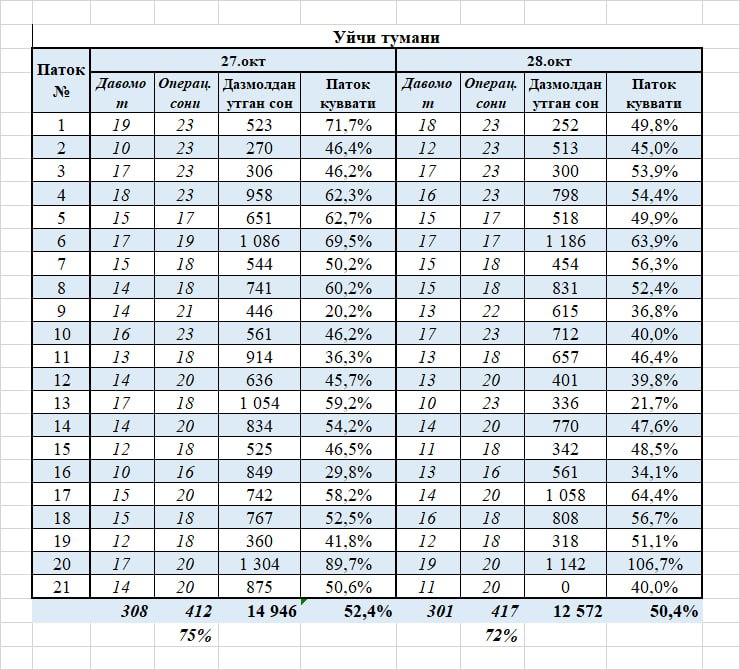 Уйчи тумани
Паток № 27.окт 28.окт
Давомот Операц. сони Дазмолдан утган сон Паток куввати Давомот Операц. сони Дазмолдан утган сон Паток куввати
1 19 23 523 71,7% 18 23 252 49,8%
2 10 23 270 46,4% 12 23 513 45,0%
3 17 23 306 46,2% 17 23 300 53,9%
4 18 23 958 62,3% 16 23 798 54,4%
5 15 17 651 62,7% 15 17 518 49,9%
6 17 19 1 086 69,5% 17 17 1 186 63,9%
7 15 18 544 50,2% 15 18 454 56,3%
8 14 18 741 60,2% 15 18 831 52,4%
9 14 21 446 20,2% 13 22 615 36,8%
10 16 23 561 46,2% 17 23 712 40,0%
11 13 18 914 36,3% 13 18 657 46,4%
12 14 20 636 45,7% 13 20 401 39,8%
13 17 18 1 054 59,2% 10 23 336 21,7%
14 14 20 834 54,2% 14 20 770 47,6%
15 12 18 525 46,5% 11 18 342 48,5%
16 10 16 849 29,8% 13 16 561 34,1%
17 15 20 742 58,2% 14 20 1 058 64,4%
18 15 18 767 52,5% 16 18 808 56,7%
19 12 18 360 41,8% 12 18 318 51,1%
20 17 20 1 304 89,7% 19 20 1 142 106,7%
21 14 20 875 50,6% 11 20 0 40,0%
308 412 14 946 52,4% 301 417 12 572 50,4%
75% 72%